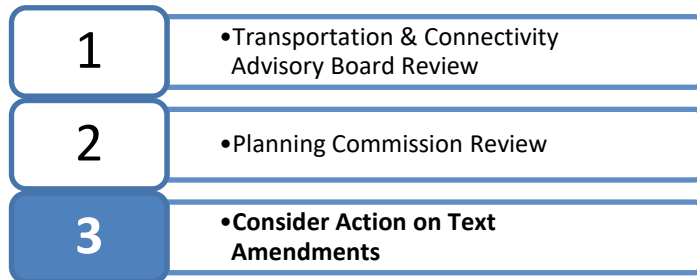 1
•Transportation & Connectivity
Advisory Board Review
2
•Planning Commission Review
3
•Consider Action on Text
Amendments